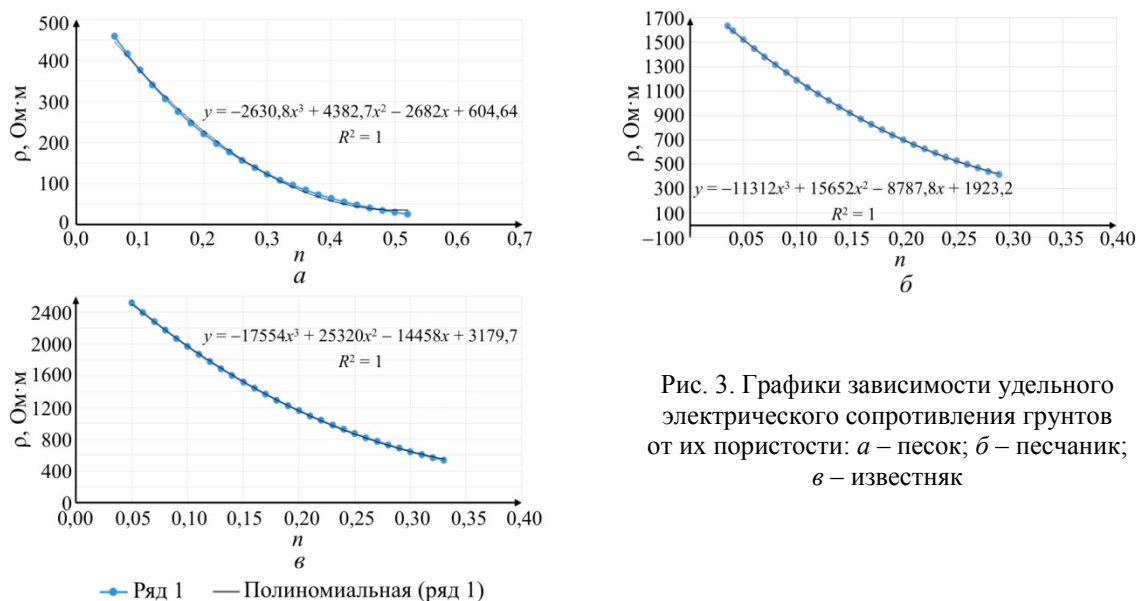 500
400
300
200
100
0
ρ, Ом·м
y = −2630,8x³ + 4382,7x² − 2682x + 604,64
R² = 1
0,0 0,1 0,2 0,3 0,4 0,5 0,6 0,7
n
а
1700
1500
1300
1100
900
700
500
300
100
−100
ρ, Ом·м
y = −11312x³ + 15652x² − 8787,8x + 1923,2
R² = 1
0,05 0,10 0,15 0,20 0,25 0,30 0,35 0,40
n
б
2400
2000
1600
1200
800
400
0
ρ, Ом·м
y = −17554x³ + 25320x² − 14458x + 3179,7
R² = 1
0,00 0,05 0,10 0,15 0,20 0,25 0,30 0,35 0,40
n
в
Ряд 1 Полиномиальная (ряд 1)
Рис. 3. Графики зависимости удельного
электрического сопротивления грунтов
от их пористости: а – песок; б – песчаник;
в – известняк